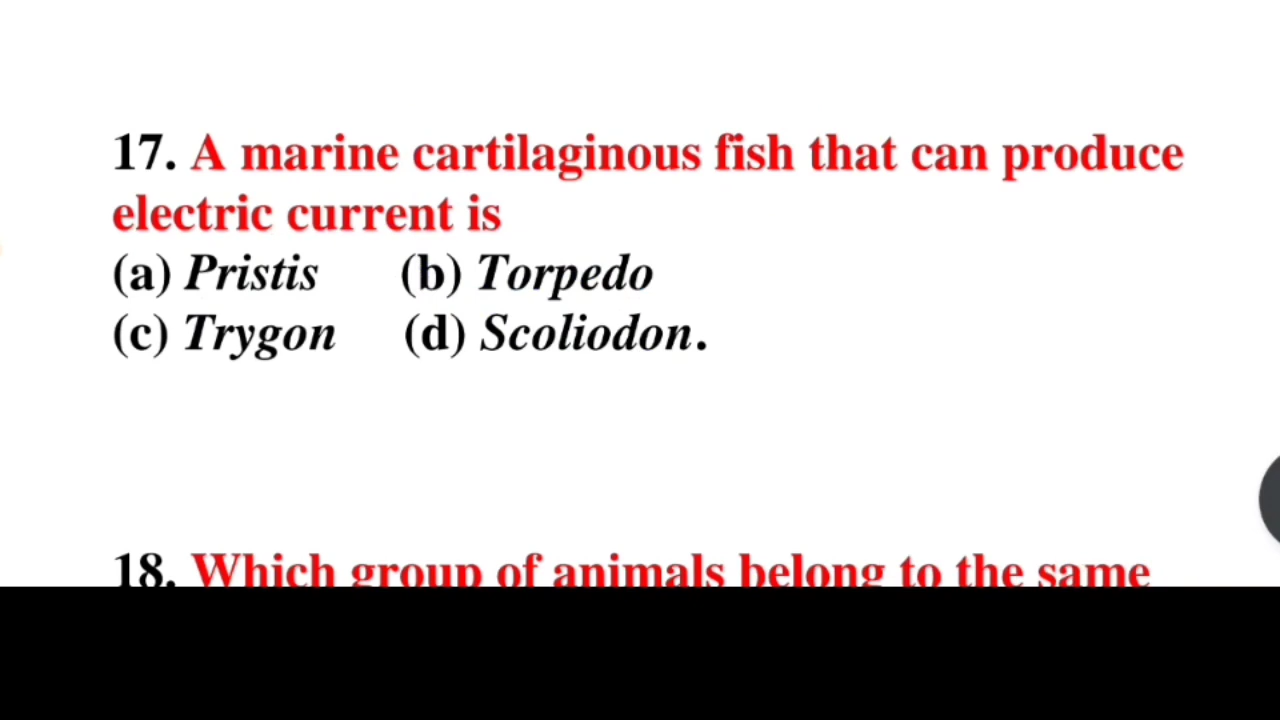 17. A marine cartilaginous fish that can produce
electric current is
(a) Pristis (b) Torpedo
(c) Trygon (d) Scoliodon.
18. Which group of animals belong to the same